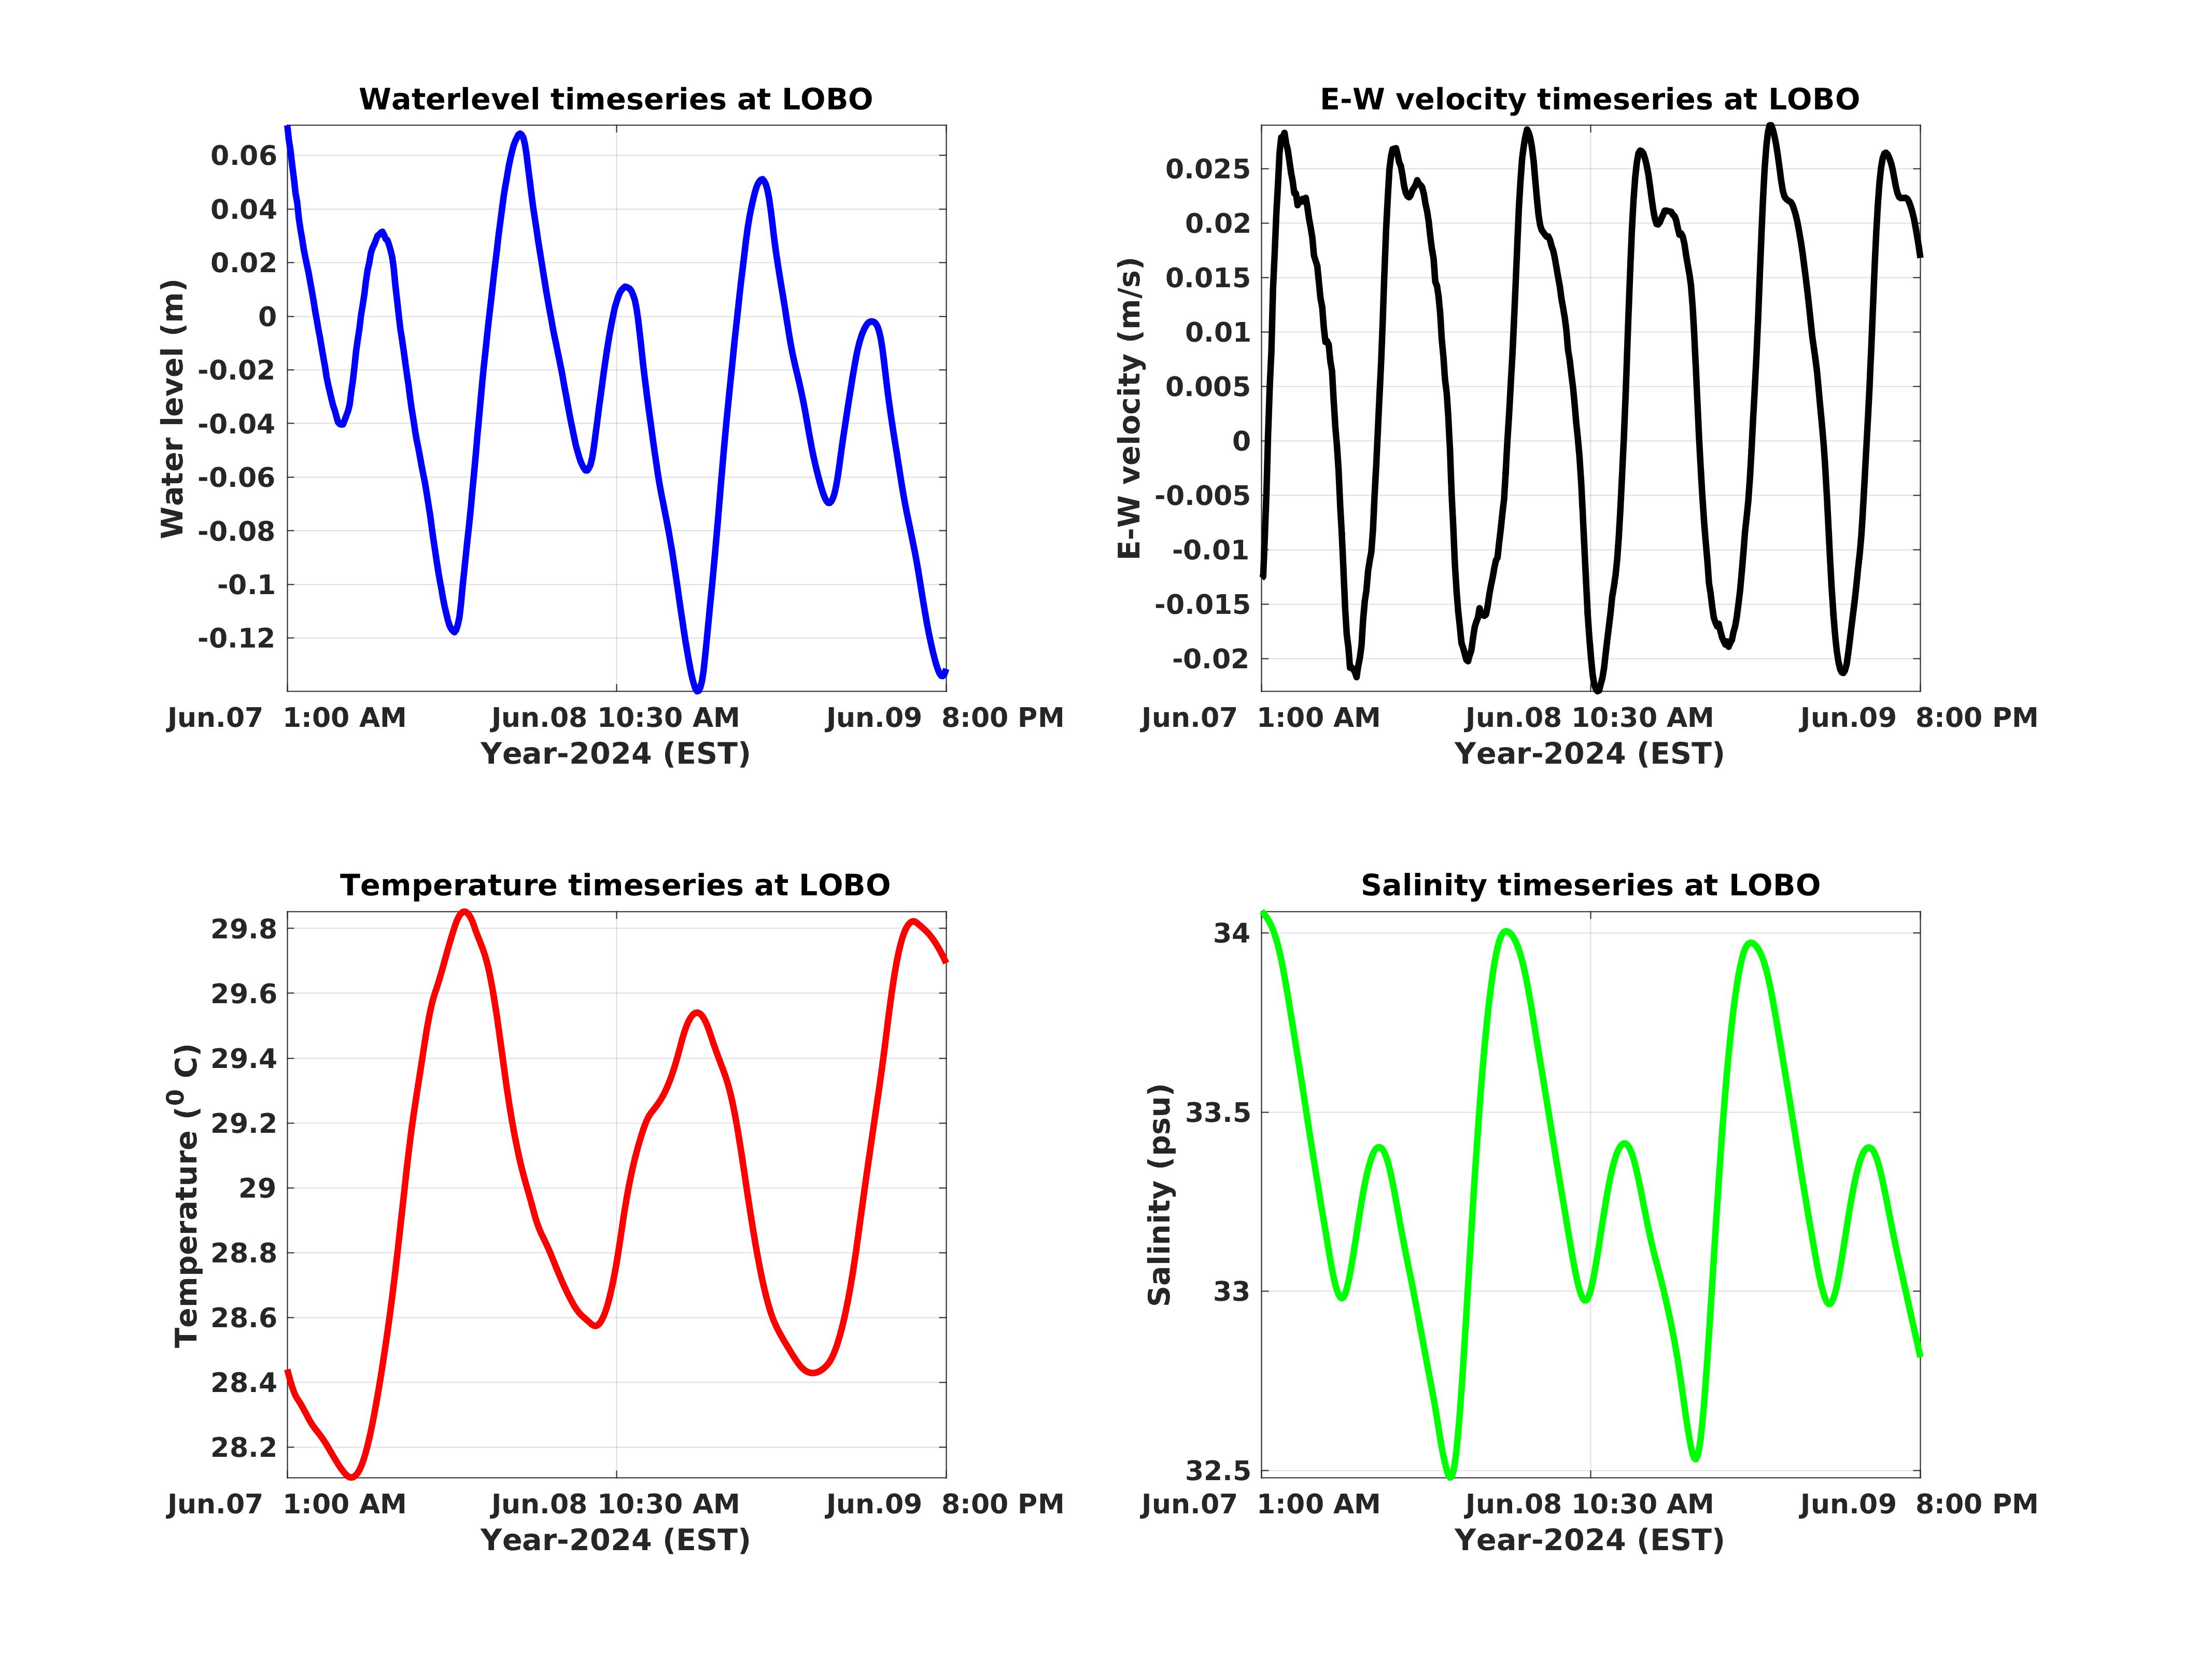 Waterlevel timeseries at LOBO
0.06
0.04
0.02
0
-0.02
-0.04
-0.06
-0.08
-0.1
-0.12
Water level (m)
Jun.07 1:00 AM Jun.08 10:30 AM Jun.09 8:00 PM
Year-2024 (EST)
E-W velocity timeseries at LOBO
0.025
0.02
0.015
0.01
0.005
0
-0.005
-0.01
-0.015
-0.02
E-W velocity (m/s)
Jun.07 1:00 AM Jun.08 10:30 AM Jun.09 8:00 PM
Year-2024 (EST)
Temperature timeseries at LOBO
29.8
29.6
29.4
29.2
29
28.8
28.6
28.4
28.2
Temperature (⁰ C)
Jun.07 1:00 AM Jun.08 10:30 AM Jun.09 8:00 PM
Year-2024 (EST)
Salinity timeseries at LOBO
34
33.5
33
32.5
Salinity (psu)
Jun.07 1:00 AM Jun.08 10:30 AM Jun.09 8:00 PM
Year-2024 (EST)